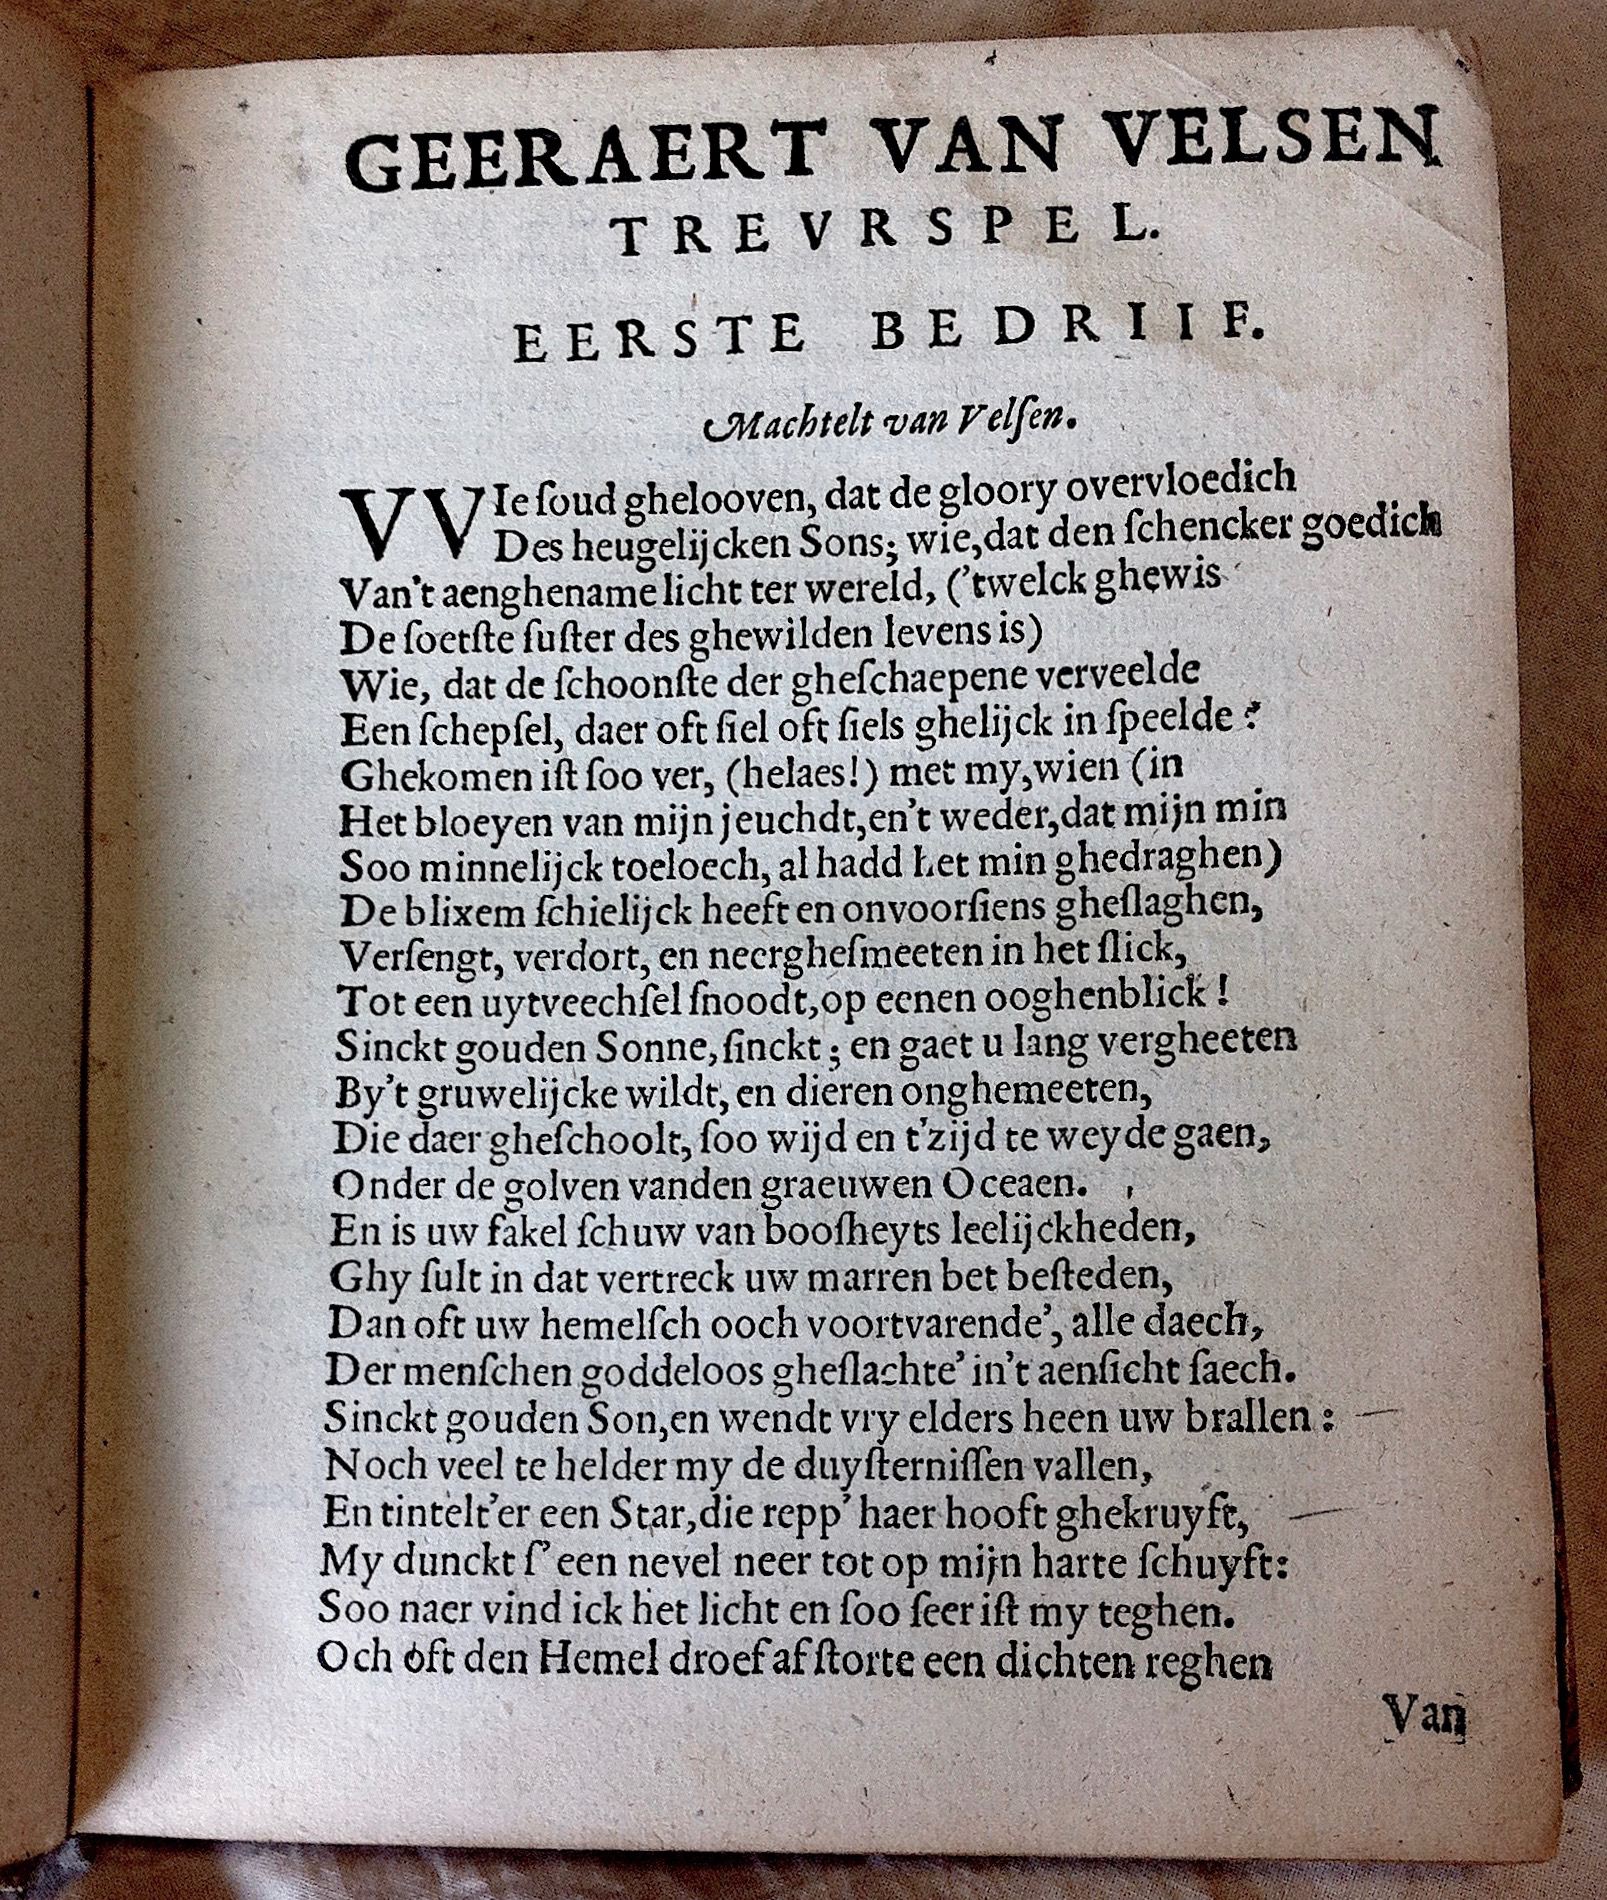 GEERAERT VAN VELSEN
TREVRSPEL.
EERSTE BEDRIIF.
Machtelt van Velſen.
VVIe ſoud ghelooven, dat de gloory overvloedich
Des heugelijcken Sons; wie, dat den ſchencker goedich
Van't aenghename licht ter wereld, ('twelck ghewis
De ſoetſte ſuſter des ghewilden levens is)
Wie, dat de ſchoonſte der gheſchaepene verveelde
Een ſchepſel, daer oft ſiel oft ſiels ghelijck in ſpeelde?
Ghekomen iſt ſoo ver, (helaes!) met my, wien (in
Het bloeyen van mijn jeuchdt, en't weder, dat mijn min
Soo minnelijck toeloech, al hadd het min ghedraghen)
De blixem ſchielijck heeft en onvoorſiens gheſlaghen,
Verſengt, verdort, en neergheſmeeten in het ſlick,
Tot een uytveechſel ſnoodt, op eenen ooghenblick!
Sinckt gouden Sonne, ſinckt; en gaet u lang vergheeten
By't gruwelijcke wildt, en dieren onghemeeten,
Die daer gheſchoolt, ſoo wijd en t'zijd te weyde gaen,
Onder de golven vanden graeuwen Oceaen.
En is uw fakel ſchuw van booſheyts leelijckheden,
Ghy ſult in dat vertreck uw marren bet beſteden,
Dan oft uw hemelſch ooch voortvarende', alle daech,
Der menſchen goddeloos gheſlachte' in't aenſicht ſaech.
Sinckt gouden Son, en wendt vry elders heen uw brallen:
Noch veel te helder my de duyſterniſſen vallen,
En tintelt'er een Star, die repp' haer hooft ghekruyft,
My dunckt ſ'een nevel neer tot op mijn harte ſchuyft:
Soo naer vind ick het licht en ſoo ſeer iſt my teghen.
Och oft den Hemel droef af ſtorte een dichten reghen
Van